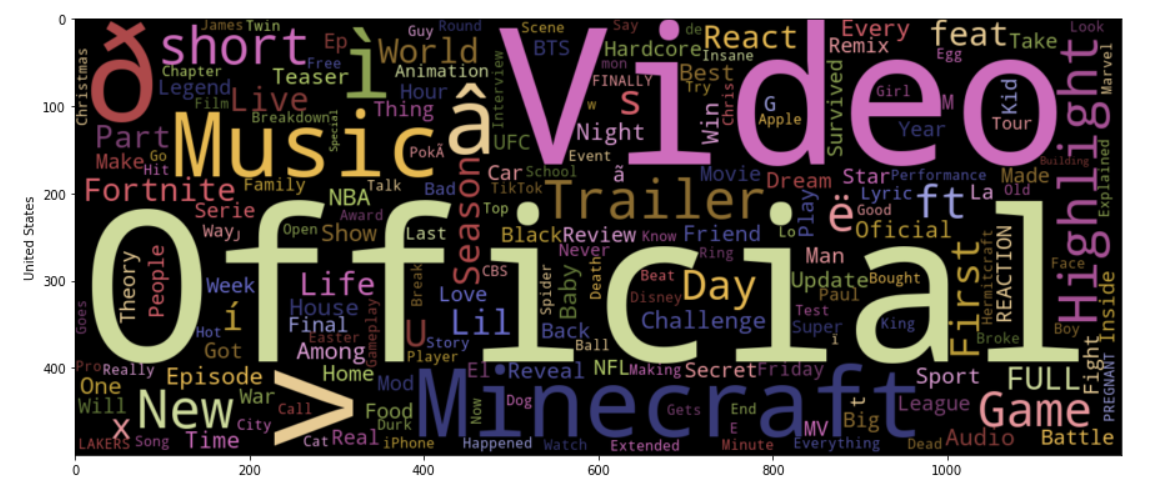 0
100
200
300
400
United States
0 200 400 600 800 1000
Christmas
ð
short
James Twin
Ep
Guy Round
World
Scene
BTS
Video
de Say
Hardcore
React
Insane
Every
Remix
feat
Take
Egg
Look
Marvel
Chapter
Legend
Film
Teaser
Free
ì
Animation
Hour
Interview
mon
FINALLY
w
s
Best
Try
Chris
G
Apple
Survived
Girl
M
Kid
Tour
Highlight
Live
Breakdown
Special
Thing
â
UFC
Night
Win
Year
Part
Music
PokÃ
Event
Make Go
Hit
Car School
ã
Movie
Dream
Star Performance
Made
Building
Explained
Fortnite
Family
Talk
NBA
Bad
Season
TikTok
Trailer
Play
Lyric
ft
La Old
Serie
Way
Award
Top
Lo
ë
Good
Oficial
Open Show
Last
Black Review Know
Friend
Never
Ring
Man
First
Hermitcraft
REACTION
Official
Theory
People
Week
Life
Break
CBS
Spider
Baby
Death
Beat
Disney
Day
Update Bought
Paul
Face
Inside
Goes
í
House
Love
Final
Lil
Back
Challenge
Test
Super
King
Boy
Hot
Easter
Gameplay
U
Story
Ball
ï
Broke
Got
Among
Player
Fight
Pro Really
Episode
Home
El Reveal
NFL Making
Secret Friday
Sport
FULL
PREGNANT
One
Will
New
War
>
Mod
Minecraft
League
Game
Call
Food
Durk
Now
Dog
Gets
End
E
t
Big
MV
x
City
LAKERS Song
Time
Cat Real
iPhone
Happened
Watch
Extended
Minute
Everything
Dead
Audio
Battle